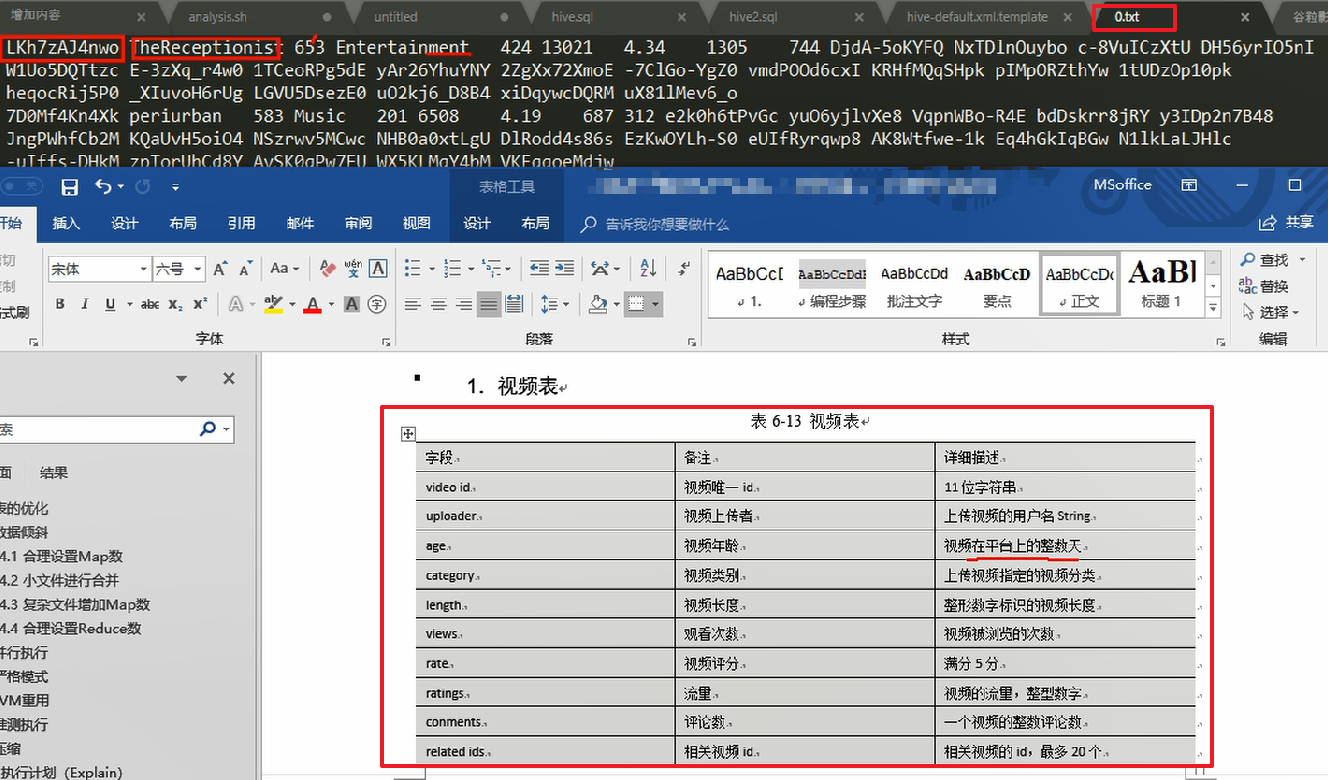 增加内容
analysis.sh
untitled
hive.sql
hive2.sql
hive-default.xml.template
0.txt
谷粒影
LKh7zAJ4nwo TheReceptionist 653 Entertainment 424 13021 4.34 1305 744 DjdA-5oKYFQ NxTDlnOuybo c-8VuICzXtU DH56yrIO5nI
W1Uo5DQTtzc E-3zXq_r4w0 1TCeoRPg5dE yAr26YhuYNY 2ZgXx72XmoE -7ClGo-YgZ0 vmdPOOd6cxI KRHfMQqSHpk pIMpORZthYw 1tUDzOp10pk
heqocRij5P0 _XIuvoH6rUg LGVU5DsezE0 uO2kj6_D8B4 xiDqywcDQRM uX81lMev6_o
7D0Mf4Kn4Xk periurban 583 Music 201 6508 4.19 687 312 e2k0h6tPvGc yuO6yjlvXe8 VqpnWBo-R4E bdDskrr8jRY y3IDp2n7B48
JngPWhfCb2M KQaUvH5oiO4 NSzrwv5MCwc NHB0a0xtLgU DlRodd4s86s EzKwOYLh-S0 eUIfRyrqwp8 AK8Wtfwe-1k Eq4hGkIqBGw N1lkLaLJHlc
表格工具
MSoffice
开始
插入
设计
布局
引用
邮件
审阅
视图
设计
布局
告诉我你想要做什么
共享
宋体
六号
字体
段落
AaBbCcI
1.
AaBbCcDdE
编程步骤
AaBbCcDd
批注文字
AaBbCcD
要点
AaBbCcDc
正文
AaBl
标题 1
样式
查找
替换
选择
编辑
结果
表的优化
数据倾斜
4.1 合理设置Map数
4.2 小文件进行合并
4.3 复杂文件增加Map数
4.4 合理设置Reduce数
并行执行
严格模式
JVM重用
推测执行
压缩
执行计划（Explain）
1. 视频表
表 6-13 视频表
字段 备注 详细描述
video id 视频唯一 id 11 位字符串
uploader 视频上传者 上传视频的用户名 String
age 视频年龄 视频在平台上的整数天
category 视频类别 上传视频指定的视频分类
length 视频长度 整形数字标识的视频长度
views 观看次数 视频被浏览的次数
rate 视频评分 满分 5 分
ratings 流量 视频的流量，整型数字
conments 评论数 一个视频的整数评论数
related ids 相关视频 id 相关视频的 id，最多 20 个